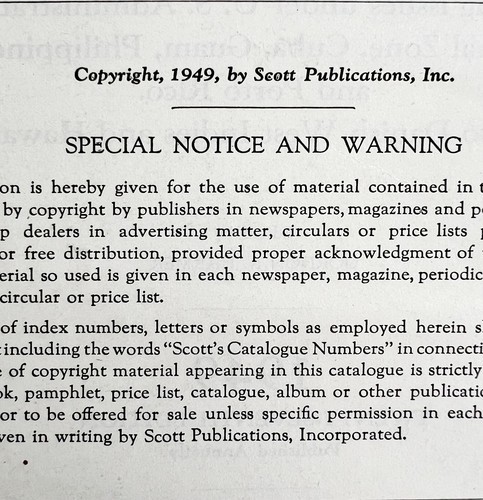 Copyright, 1949, by Scott Publications, Inc.
SPECIAL NOTICE AND WARNING
on is hereby given for the use of material contained in t
by copyright by publishers in newspapers, magazines and pe
p dealers in advertising matter, circulars or price lists p
or free distribution, provided proper acknowledgment of
erial so used is given in each newspaper, magazine, periodic
circular or price list.
of index numbers, letters or symbols as employed herein s
t including the words “Scott’s Catalogue Numbers” in connecti
e of copyright material appearing in this catalogue is strictly
ok, pamphlet, price list, catalogue, album or other publicatio
or to be offered for sale unless specific permission in each
ven in writing by Scott Publications, Incorporated.